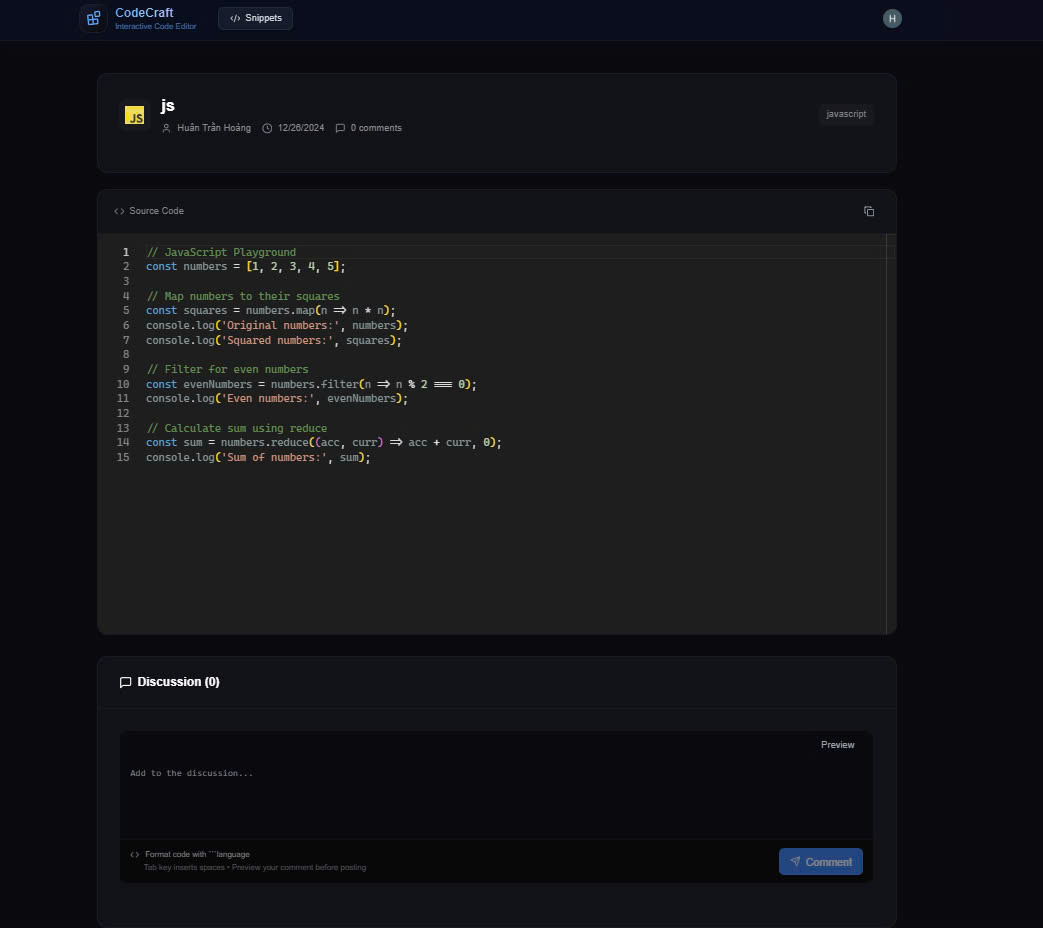 CodeCraft
Interactive Code Editor
Snippets
H
JS
js
Huân Trần Hoàng 12/26/2024 0 comments
javascript
Source Code
1 // JavaScript Playground
2 const numbers = [1, 2, 3, 4, 5];
3
4 // Map numbers to their squares
5 const squares = numbers.map(n => n * n);
6 console.log('Original numbers:', numbers);
7 console.log('Squared numbers:', squares);
8
9 // Filter for even numbers
10 const evenNumbers = numbers.filter(n => n % 2 === 0);
11 console.log('Even numbers:', evenNumbers);
12
13 // Calculate sum using reduce
14 const sum = numbers.reduce((acc, curr) => acc + curr, 0);
15 console.log('Sum of numbers:', sum);
Discussion (0)
Preview
Add to the discussion...
Format code with ```language
Tab key inserts spaces • Preview your comment before posting
Comment